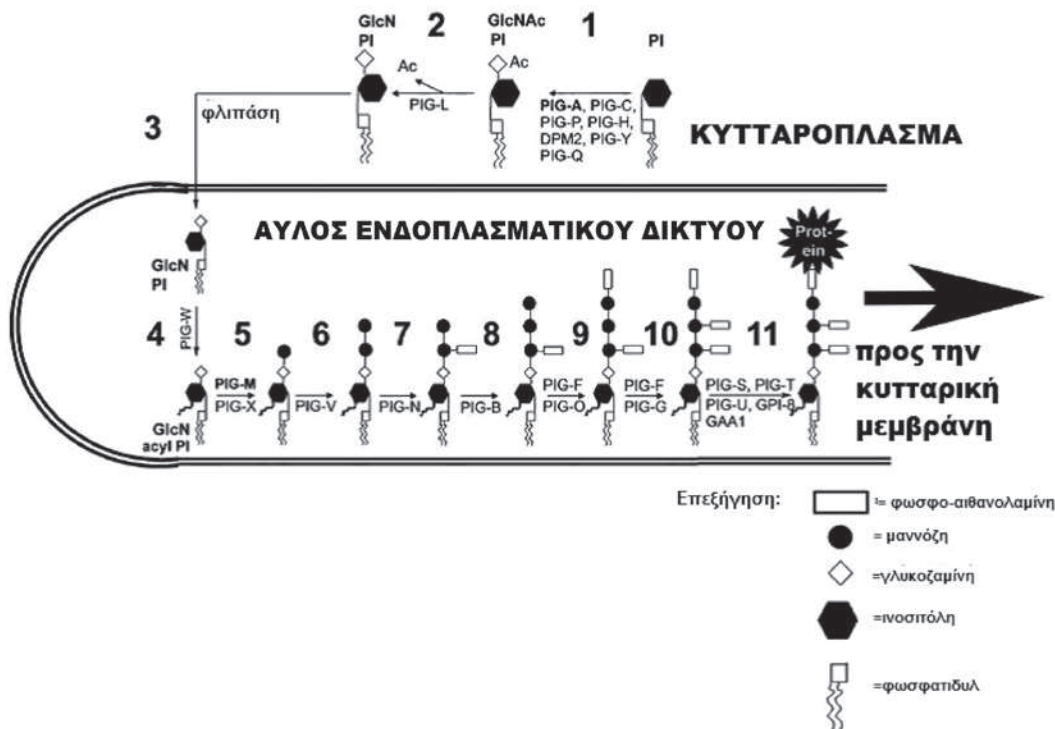 GlcN
PI
2
GlcNAc
PI
1
PI
Ac
Ac
PIG-L
PIG-A, PIG-C,
PIG-P, PIG-H,
DPM2, PIG-Y
PIG-Q
3
φλιπάση
ΚΥΤΤΑΡΟΠΛΑΣΜΑ
ΑΥΛΟΣ ΕΝΔΟΠΛΑΣΜΑΤΙΚΟΥ ΔΙΚΤΥΟΥ
Prot-
ein
GlcN
PI
4
PIG-W
5
6
7
8
9
10
11
προς την
κυτταρική
μεμβράνη
PIG-M
PIG-X
PIG-V
PIG-N
PIG-B
PIG-F
PIG-O
PIG-F
PIG-G
PIG-S, PIG-T
PIG-U, GPI-8
GAA1
GlcN
acyl PI
Επεξήγηση:
= φωσφο-αιθανολαμίνη
= μαννόζη
=γλυκοζαμίνη
=ινοσιτόλη
=φωσφατιδυλ